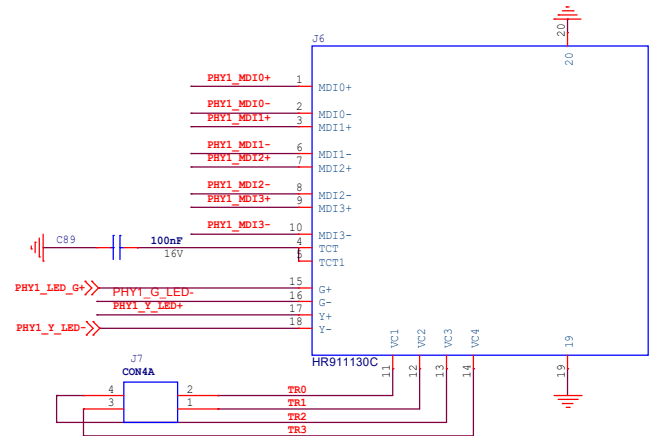 20
J6
20
PHY1_MDI0+ 1 MDI0+
PHY1_MDI0- 2 MDI0-
PHY1_MDI1+ 3 MDI1+
PHY1_MDI1- 6 MDI1-
PHY1_MDI2+ 7 MDI2+
PHY1_MDI2- 8 MDI2-
PHY1_MDI3+ 9 MDI3+
PHY1_MDI3- 10 MDI3-
C89 100nF 4 TCT
16V 5 TCT1
PHY1_LED_G+ 15 G+
PHY1_G_LED- 16 G-
PHY1_Y_LED+ 17 Y+
PHY1_Y_LED- 18 Y-
VC1 VC2 VC3 VC4 19
HR911130C
11 12 13 14 19
J7
CON4A
4 2 TR0
3 1 TR1
TR2
TR3